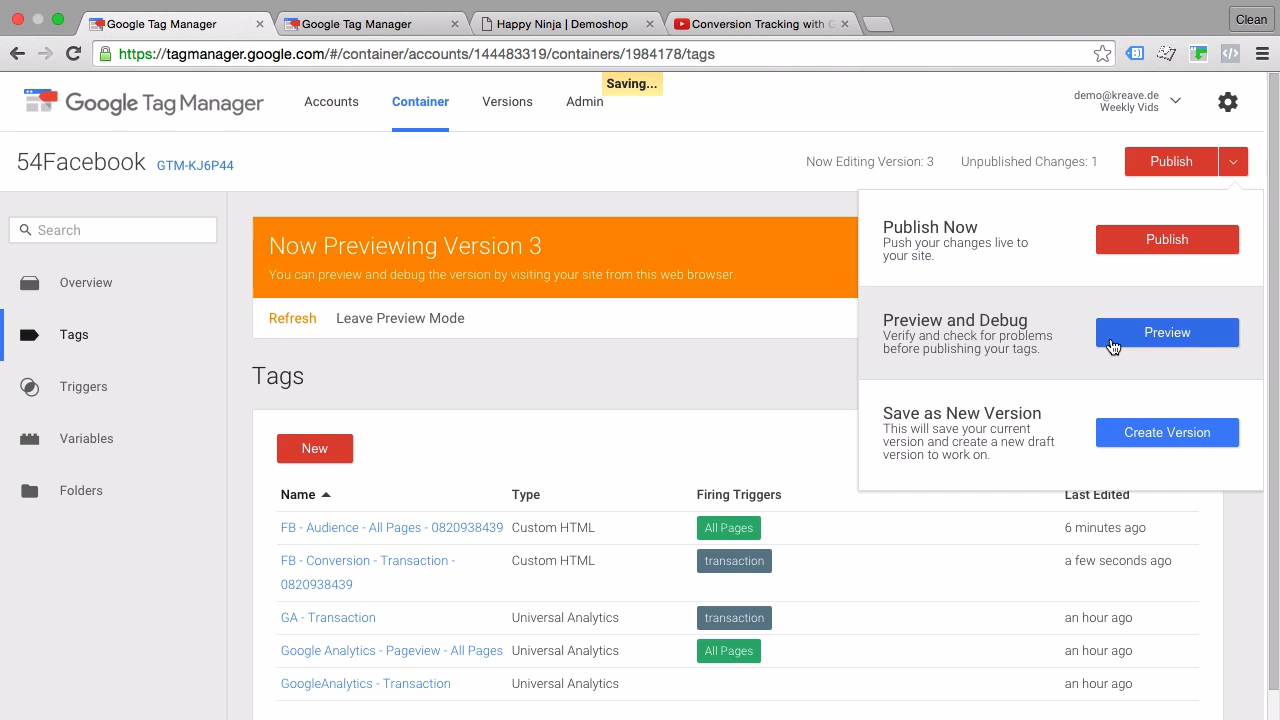 Google Tag Manager
Google Tag Manager
Happy Ninja | Demoshop
Conversion Tracking with G
Clean
https://tagmanager.google.com/#/container/accounts/144483319/containers/1984178/tags
Saving...
Google Tag Manager
Accounts
Container
Versions
Admin
demo@kreave.de
Weekly Vids
54Facebook GTM-KJ6P44
Now Editing Version: 3
Unpublished Changes: 1
Publish
Search
Overview
Tags
Triggers
Variables
Folders
Now Previewing Version 3
You can preview and debug the version by visiting your site from this web browser.
Refresh
Leave Preview Mode
Publish Now
Push your changes live to
your site.
Publish
Preview and Debug
Verify and check for problems
before publishing your tags.
Preview
Save as New Version
This will save your current
version and create a new draft
version to work on.
Create Version
Tags
New
Name Type Firing Triggers Last Edited
FB - Audience - All Pages - 0820938439 Custom HTML All Pages 6 minutes ago
FB - Conversion - Transaction - Custom HTML transaction a few seconds ago
0820938439
GA - Transaction Universal Analytics transaction an hour ago
Google Analytics - Pageview - All Pages Universal Analytics All Pages an hour ago
GoogleAnalytics - Transaction Universal Analytics an hour ago